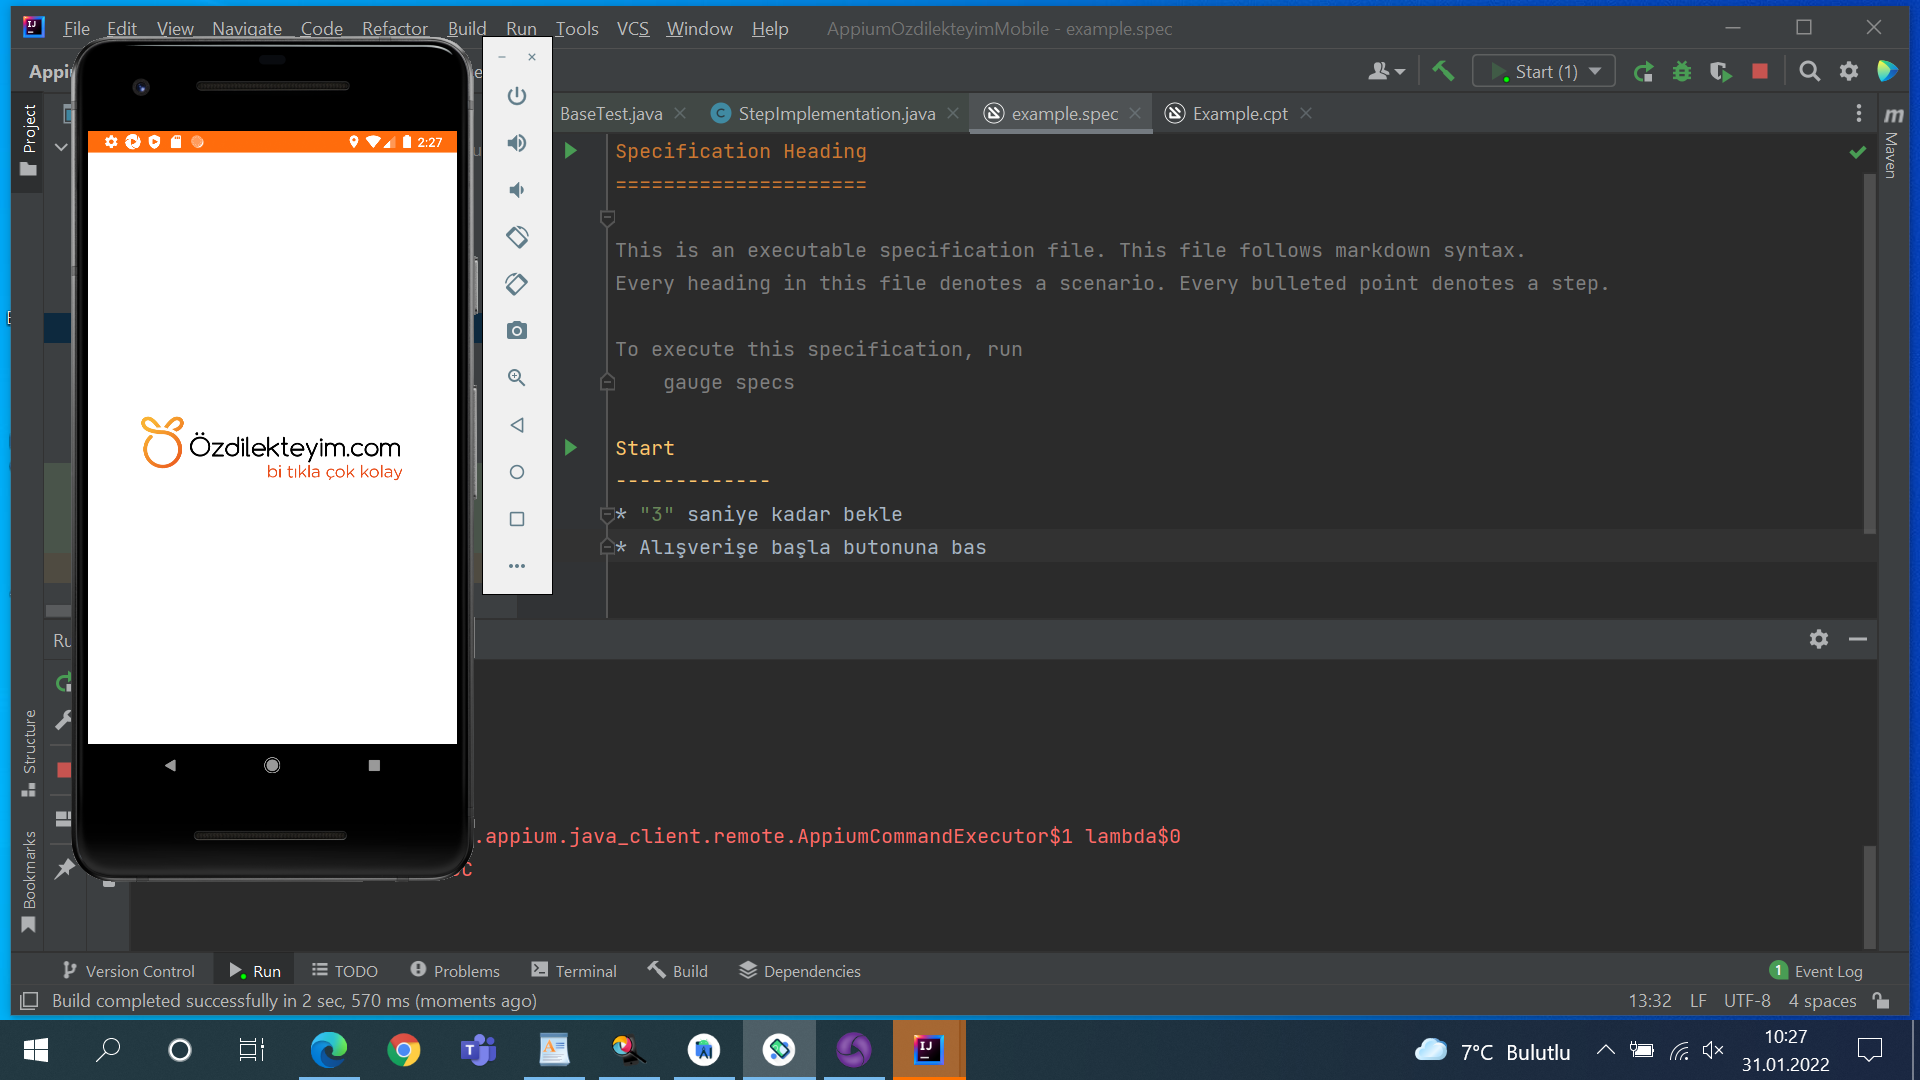 File Edit View Navigate Code Refactor Build Run Tools VCS Window Help AppiumOzdilekteyimMobile - example.spec
Start (1)
BaseTest.java StepImplementation.java example.spec Example.cpt
Project
Maven
2:27
Specification Heading
=====================
This is an executable specification file. This file follows markdown syntax.
Every heading in this file denotes a scenario. Every bulleted point denotes a step.
To execute this specification, run
gauge specs
Start
-------------
* "3" saniye kadar bekle
* Alışverişe başla butonuna bas
Özdilekteyim.com
bi tıkla çok kolay
.appium.java_client.remote.AppiumCommandExecutor$1 lambda$0
Structure
Bookmarks
Version Control Run TODO Problems Terminal Build Dependencies 1 Event Log
Build completed successfully in 2 sec, 570 ms (moments ago) 13:32 LF UTF-8 4 spaces
7°C Bulutlu
10:27
31.01.2022